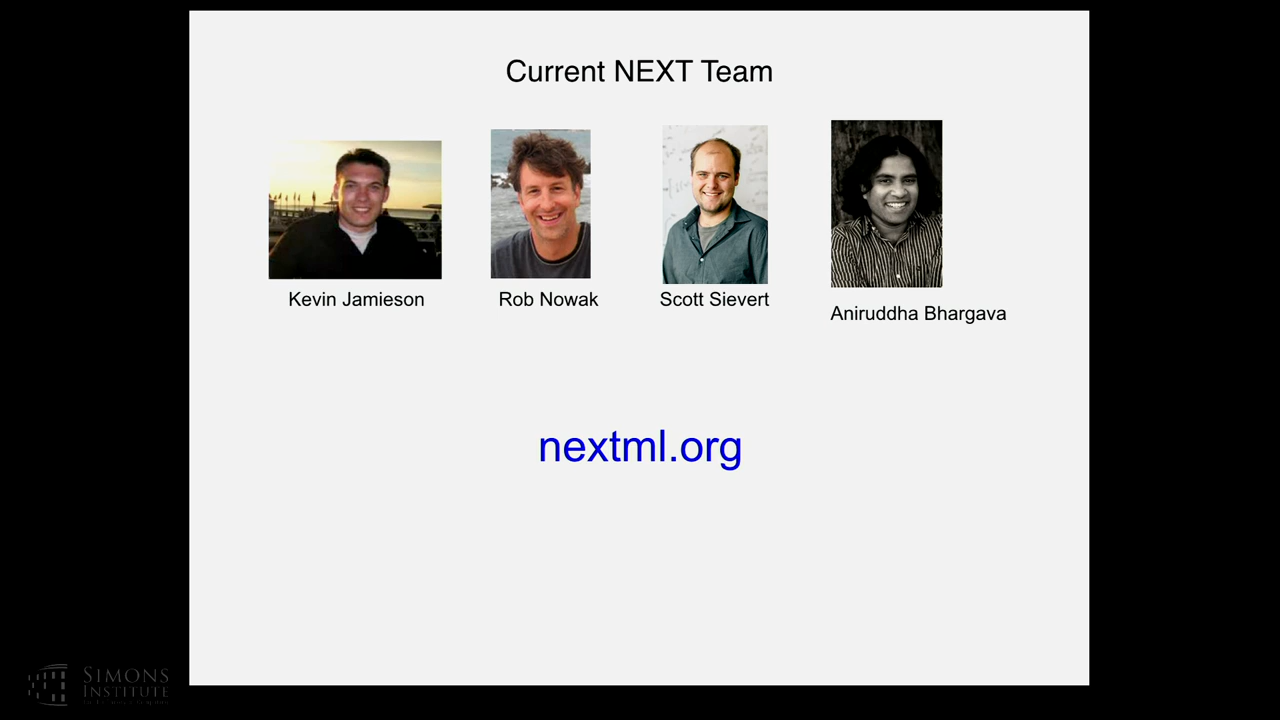 Current NEXT Team
Kevin Jamieson
Rob Nowak
Scott Sievert
Aniruddha Bhargava
nextml.org
SIMONS
INSTITUTE